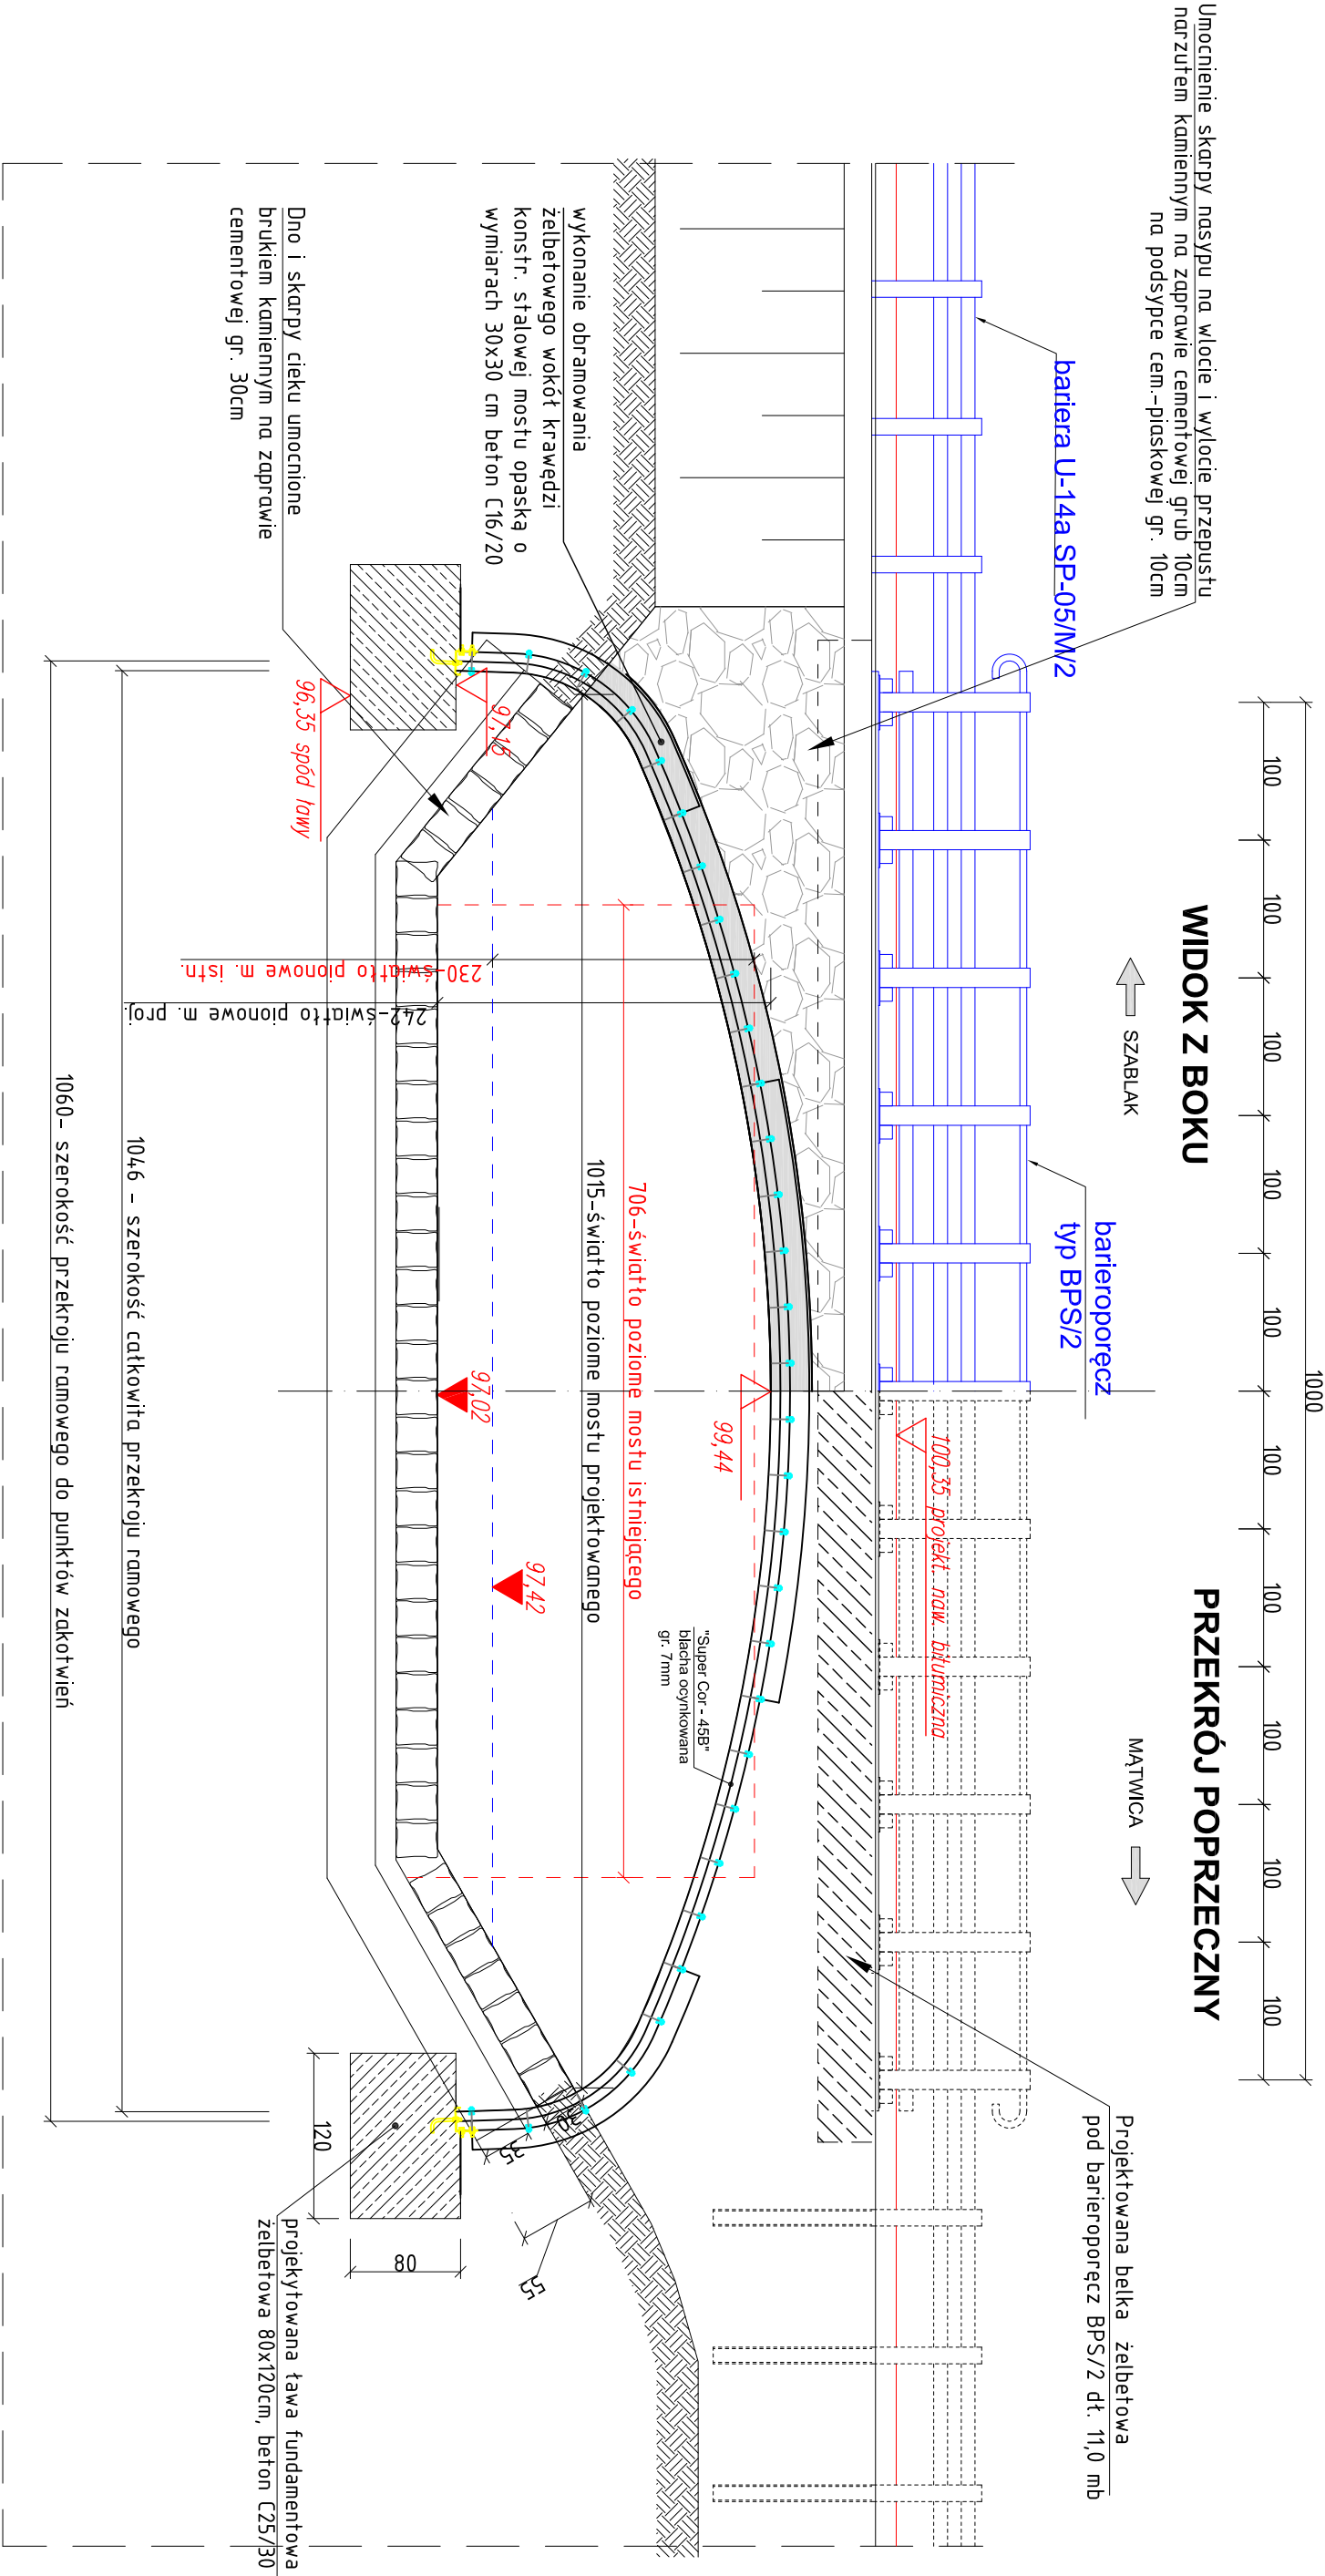 Umocnienie skarpy nasypu na wlocie i wylocie przepustu
narzutem kamiennym na zaprawie cementowej grub 10cm
na podsypce cem.-piaskowej gr. 10cm
bariera U-14a SP-05/M/2
1000
100
100
100
100
100
100
100
100
100
100
WIDOK Z BOKU
PRZEKRÓJ POPRZECZNY
SZABLAK
MĄTWICA
barieroporęcz
typ BPS/2
Projektowana belka żelbetowa
pod barieroporęcz BPS/2 dł. 11,0 mb
100,35 projekt. naw. bitumiczna
99,44
"Super Cor - 45B"
blacha ocynkowana
gr. 7mm
wykonanie obramowania
żelbetowego wokół krawędzi
konstr. stalowej mostu opaską o
wymiarach 30x30 cm beton C16/20
706-światło poziome mostu istniejącego
1015-światło poziome mostu projektowanego
97,42
97,02
97,15
96,35 spód ławy
230-światło pionowe m. istn.
242-światło pionowe m. proj.
Dno i skarpy cieku umocnione
brukiem kamiennym na zaprawie
cementowej gr. 30cm
30
35
55
120
80
projekytowana ława fundamentowa
żelbetowa 80x120cm, beton C25/30
1046 - szerokość całkowita przekroju ramowego
1060- szerokość przekroju ramowego do punktów zakotwień